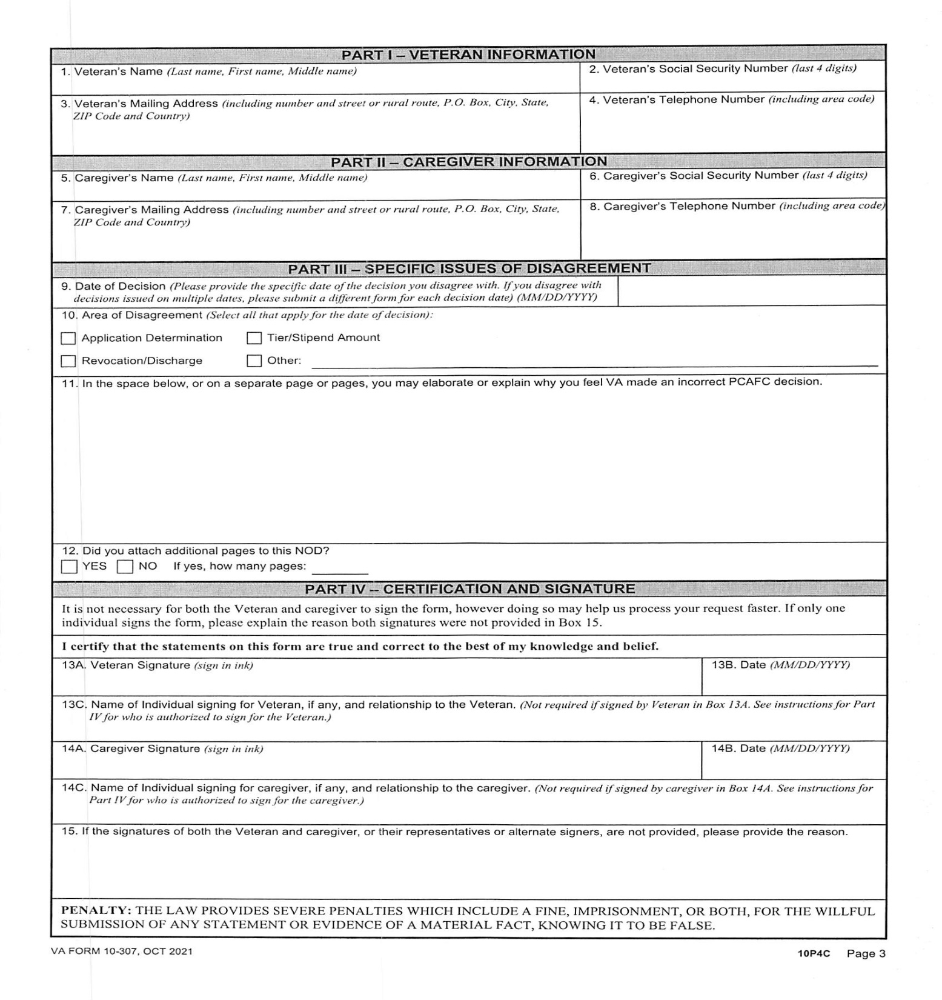 PART I – VETERAN INFORMATION
1. Veteran's Name (Last name, First name, Middle name)
2. Veteran's Social Security Number (last 4 digits)
3. Veteran's Mailing Address (including number and street or rural route, P.O. Box, City, State,
ZIP Code and Country)
4. Veteran's Telephone Number (including area code)
PART II – CAREGIVER INFORMATION
5. Caregiver's Name (Last name, First name, Middle name)
6. Caregiver's Social Security Number (last 4 digits)
7. Caregiver's Mailing Address (including number and street or rural route, P.O. Box, City, State,
ZIP Code and Country)
8. Caregiver's Telephone Number (including area code)
PART III – SPECIFIC ISSUES OF DISAGREEMENT
9. Date of Decision (Please provide the specific date of the decision you disagree with. If you disagree with
decisions issued on multiple dates, please submit a different form for each decision date) (MM/DD/YYYY)
10. Area of Disagreement (Select all that apply for the date of decision):
Application Determination
Tier/Stipend Amount
Revocation/Discharge
Other:
11. In the space below, or on a separate page or pages, you may elaborate or explain why you feel VA made an incorrect PCAFC decision.
12. Did you attach additional pages to this NOD?
YES NO If yes, how many pages:
PART IV – CERTIFICATION AND SIGNATURE
It is not necessary for both the Veteran and caregiver to sign the form, however doing so may help us process your request faster. If only one
individual signs the form, please explain the reason both signatures were not provided in Box 15.
I certify that the statements on this form are true and correct to the best of my knowledge and belief.
13A. Veteran Signature (sign in ink)
13B. Date (MM/DD/YYYY)
13C. Name of Individual signing for Veteran, if any, and relationship to the Veteran. (Not required if signed by Veteran in Box 13A. See instructions for Part
IV for who is authorized to sign for the Veteran.)
14A. Caregiver Signature (sign in ink)
14B. Date (MM/DD/YYYY)
14C. Name of Individual signing for caregiver, if any, and relationship to the caregiver. (Not required if signed by caregiver in Box 14A. See instructions for
Part IV for who is authorized to sign for the caregiver.)
15. If the signatures of both the Veteran and caregiver, or their representatives or alternate signers, are not provided, please provide the reason.
PENALTY: THE LAW PROVIDES SEVERE PENALTIES WHICH INCLUDE A FINE, IMPRISONMENT, OR BOTH, FOR THE WILLFUL
SUBMISSION OF ANY STATEMENT OR EVIDENCE OF A MATERIAL FACT, KNOWING IT TO BE FALSE.
VA FORM 10-307, OCT 2021
10P4C Page 3